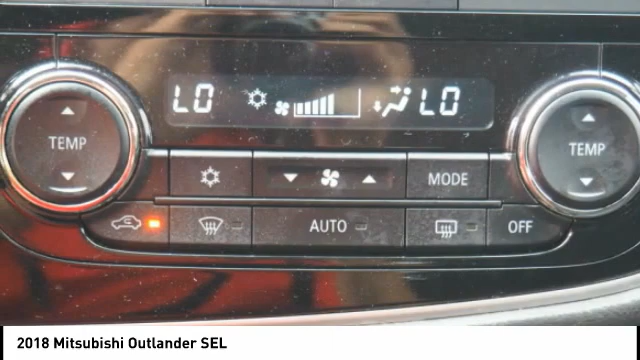 LO LO
TEMP
TEMP
MODE
AUTO
OFF
2018 Mitsubishi Outlander SEL